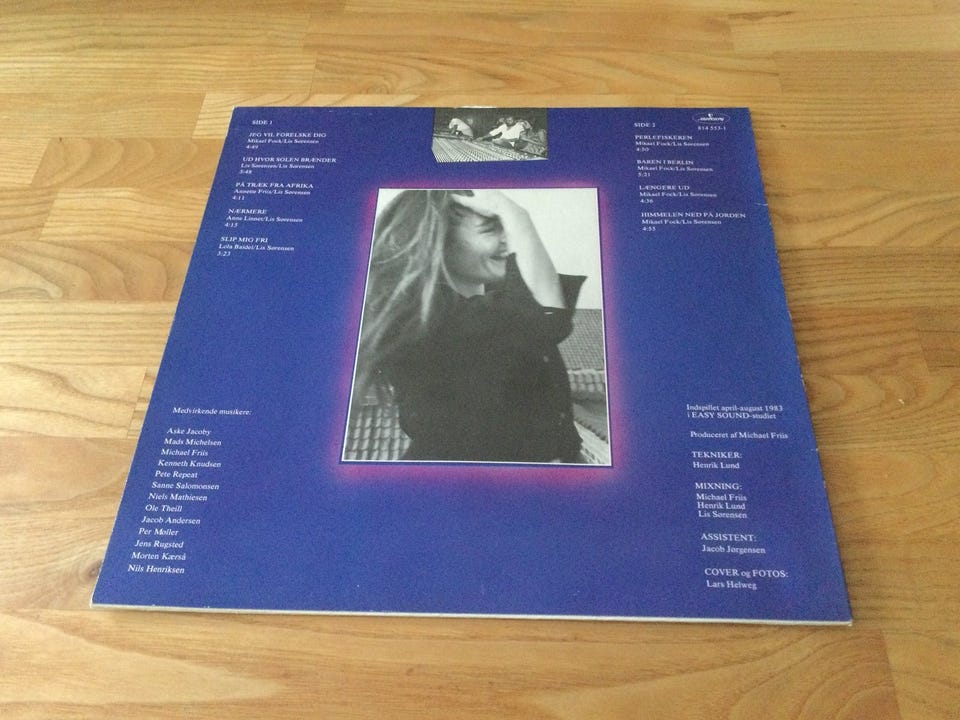 SIDE 1
JEG VIL FORELSKE DIG
Mikael Fock/Lis Sørensen
4:49
UD HVOR SOLEN BRÆNDER
Lis Sørensen/Lis Sørensen
3:48
PÅ TRÆK FRA AFRIKA
Annette Friis/Lis Sørensen
4:11
NÆRMERE
Anne Linnet/Lis Sørensen
4:15
SLIP MIG FRI
Lola Baidel/Lis Sørensen
3:23
SIDE 2
mercury
814 553-1
PERLEFISKEREN
Mikael Fock/Lis Sørensen
4:30
BAREN I BERLIN
Mikael Fock/Lis Sørensen
5:21
LÆNGERE UD
Mikael Fock/Lis Sørensen
4:36
HIMMELEN NED PÅ JORDEN
Mikael Fock/Lis Sørensen
4:55
Medvirkende musikere:
Aske Jacoby
Mads Michelsen
Michael Friis
Kenneth Knudsen
Pete Repeat
Sanne Salomonsen
Niels Mathiesen
Ole Theill
Jacob Andersen
Per Møller
Jens Rugsted
Morten Kærså
Nils Henriksen
Indspillet april-august 1983
i EASY SOUND-studiet
Produceret af Michael Friis
TEKNIKER:
Henrik Lund
MIXNING:
Michael Friis
Henrik Lund
Lis Sørensen
ASSISTENT:
Jacob Jørgensen
COVER og FOTOS:
Lars Helweg